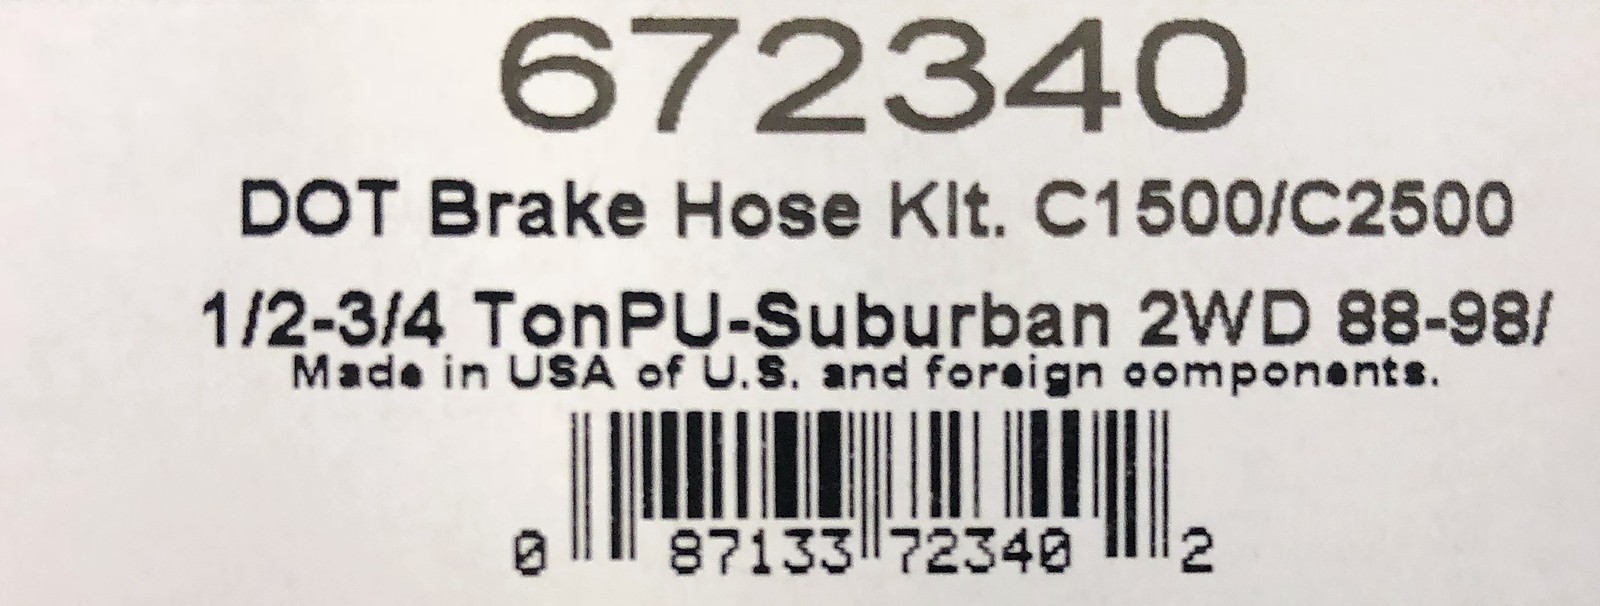 672340
DOT Brake Hose KIt. C1500/C2500
1/2-3/4 TonPU-Suburban 2WD 88-98/
Made in USA of U.S. and foreign components.
0 87133 72340 2